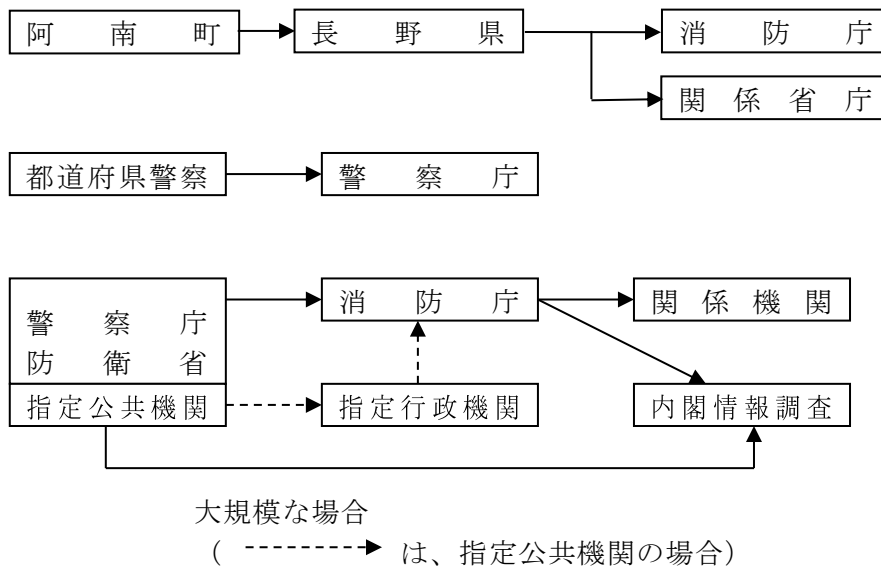 阿南町 長野県 消防庁
関係省庁
都道府県警察 警察庁
警察庁 消防庁 関係機関
防衛省
指定公共機関 指定行政機関 内閣情報調査
大規模な場合
( は、指定公共機関の場合)